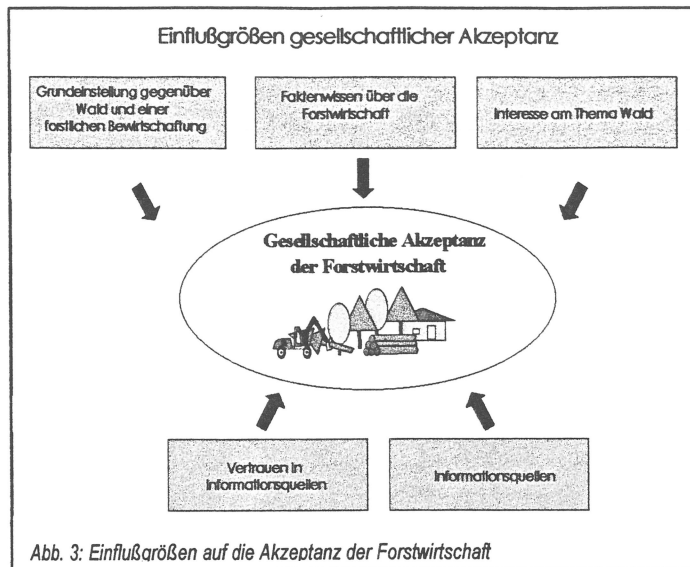 Einflußgrößen gesellschaftlicher Akzeptanz
Grundeinstellung gegenüber
Wald und einer
forstlichen Bewirtschaftung
Faktenwissen über die
Forstwirtschaft
Interesse am Thema Wald
Gesellschaftliche Akzeptanz
der Forstwirtschaft
Vertrauen in
Informationsquellen
Informationsquellen
Abb. 3: Einflußgrößen auf die Akzeptanz der Forstwirtschaft